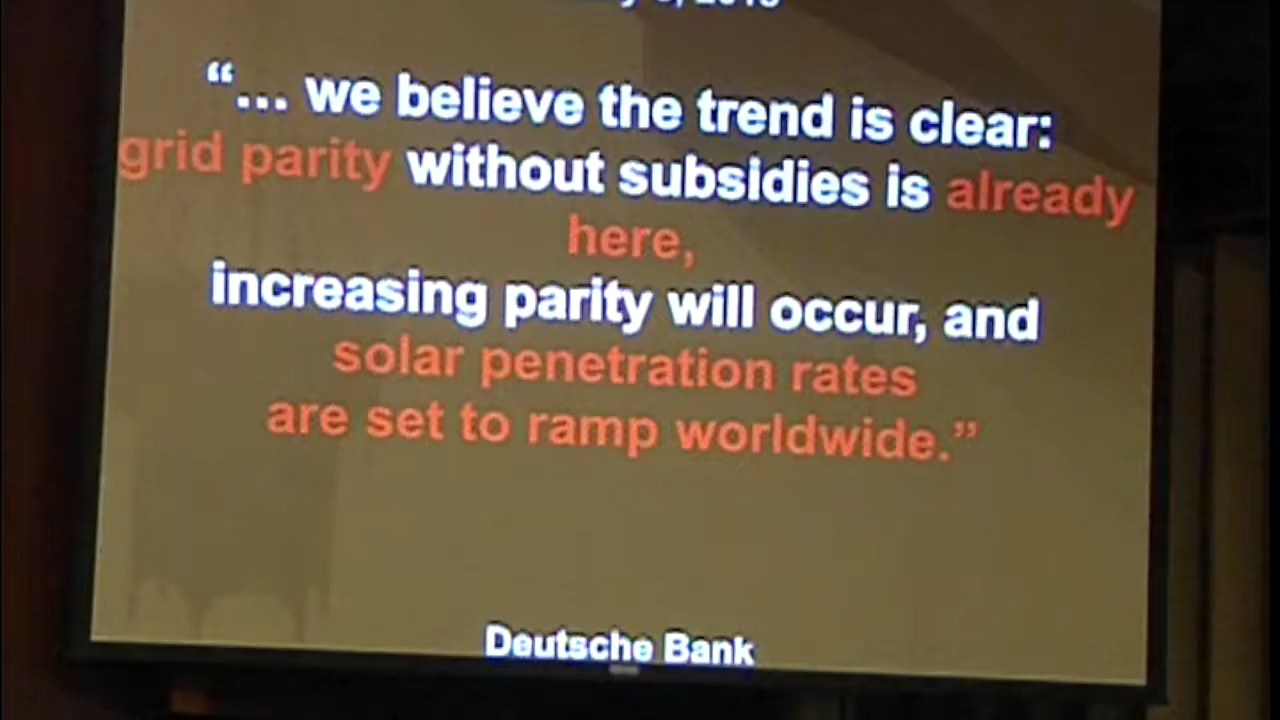 “... we believe the trend is clear:
grid parity without subsidies is already
here,
increasing parity will occur, and
solar penetration rates
are set to ramp worldwide.”
Deutsche Bank